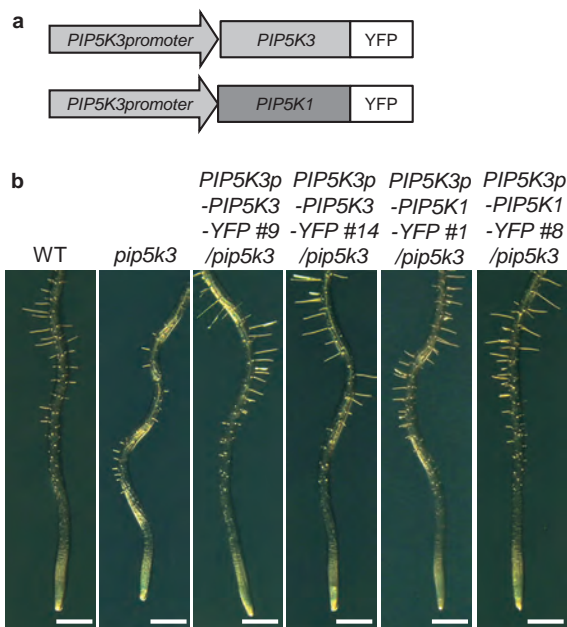 a
PIP5K3promoter PIP5K3 YFP
PIP5K3promoter PIP5K1 YFP
b
WT
pip5k3
PIP5K3p
-PIP5K3
-YFP #9
/pip5k3
PIP5K3p
-PIP5K3
-YFP #14
/pip5k3
PIP5K3p
-PIP5K1
-YFP #1
/pip5k3
PIP5K3p
-PIP5K1
-YFP #8
/pip5k3